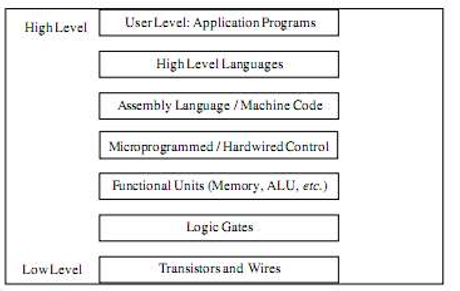 High Level
User Level: Application Programs
High Level Languages
Assembly Language / Machine Code
Microprogrammed / Hardwired Control
Functional Units (Memory, ALU, etc.)
Logic Gates
Low Level
Transistors and Wires